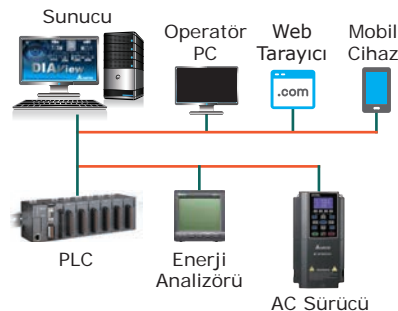 Sunucu
Operatör
PC
Web
Tarayıcı
Mobil
Cihaz
DIAView
.com
PLC
Enerji
Analizörü
AC Sürücü